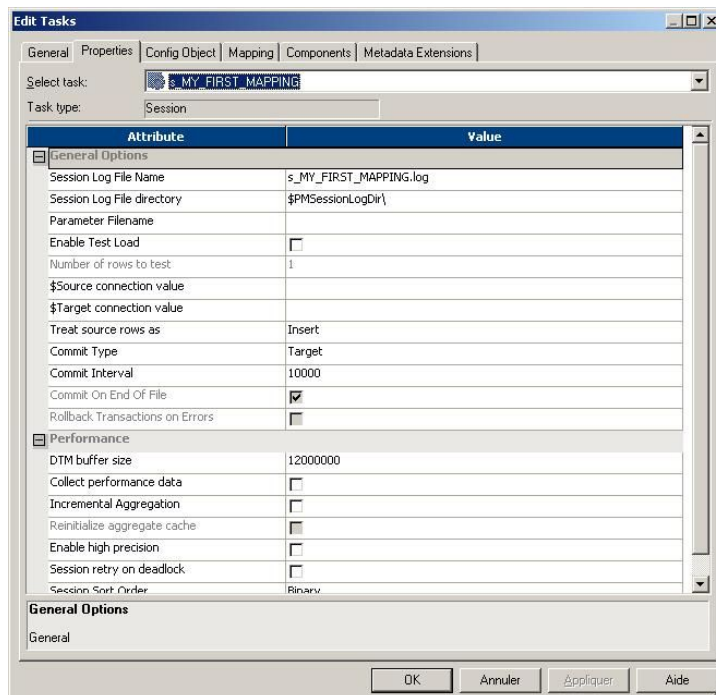 Edit Tasks
General Properties Config Object Mapping Components Metadata Extensions
Select task: s_MY_FIRST_MAPPING
Task type: Session
Attribute Value
General Options
Session Log File Name s_MY_FIRST_MAPPING.log
Session Log File directory $PMSessionLogDir\
Parameter Filename
Enable Test Load
Number of rows to test 1
$Source connection value
$Target connection value
Treat source rows as Insert
Commit Type Target
Commit Interval 10000
Commit On End Of File
Rollback Transactions on Errors
Performance
DTM buffer size 12000000
Collect performance data
Incremental Aggregation
Reinitialize aggregate cache
Enable high precision
Session retry on deadlock
Session Sort Order Binary
General Options
General
OK Annuler Appliquer Aide